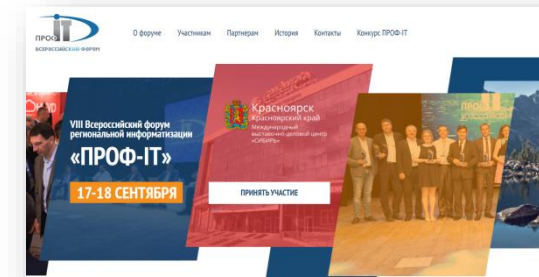 ПРОФ IT
ВСЕРОССИЙСКИЙ ФОРУМ
О форуме Участникам Партнерам История Контакты Конкурс ПРОФ-IT
VIII Всероссийский форум
региональной информатизации
«ПРОФ-IT»
17-18 СЕНТЯБРЯ
Красноярск
Красноярский край
Международный
выставочно-деловой центр
«СИБИРЬ»
ПРИНЯТЬ УЧАСТИЕ